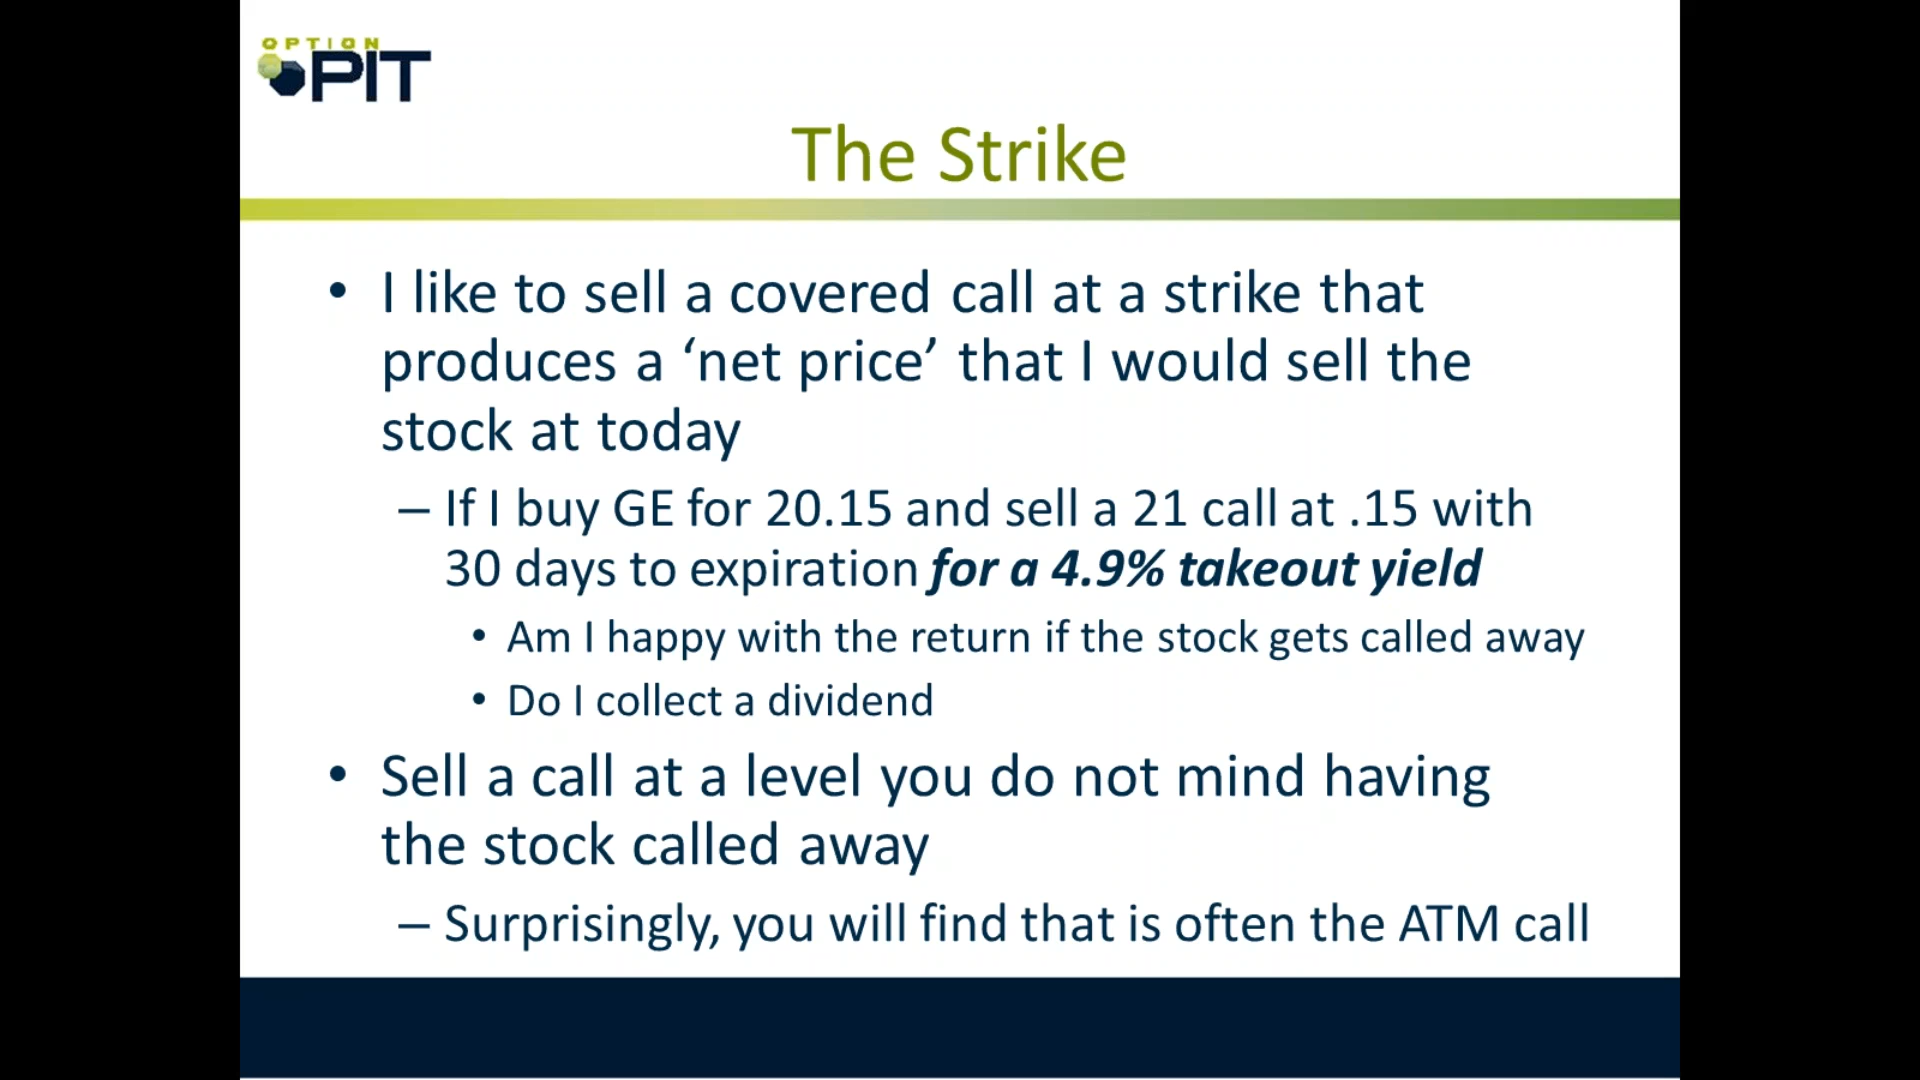 OPTION
PIT
The Strike
• I like to sell a covered call at a strike that
produces a ‘net price’ that I would sell the
stock at today
– If I buy GE for 20.15 and sell a 21 call at .15 with
30 days to expiration for a 4.9% takeout yield
• Am I happy with the return if the stock gets called away
• Do I collect a dividend
• Sell a call at a level you do not mind having
the stock called away
– Surprisingly, you will find that is often the ATM call